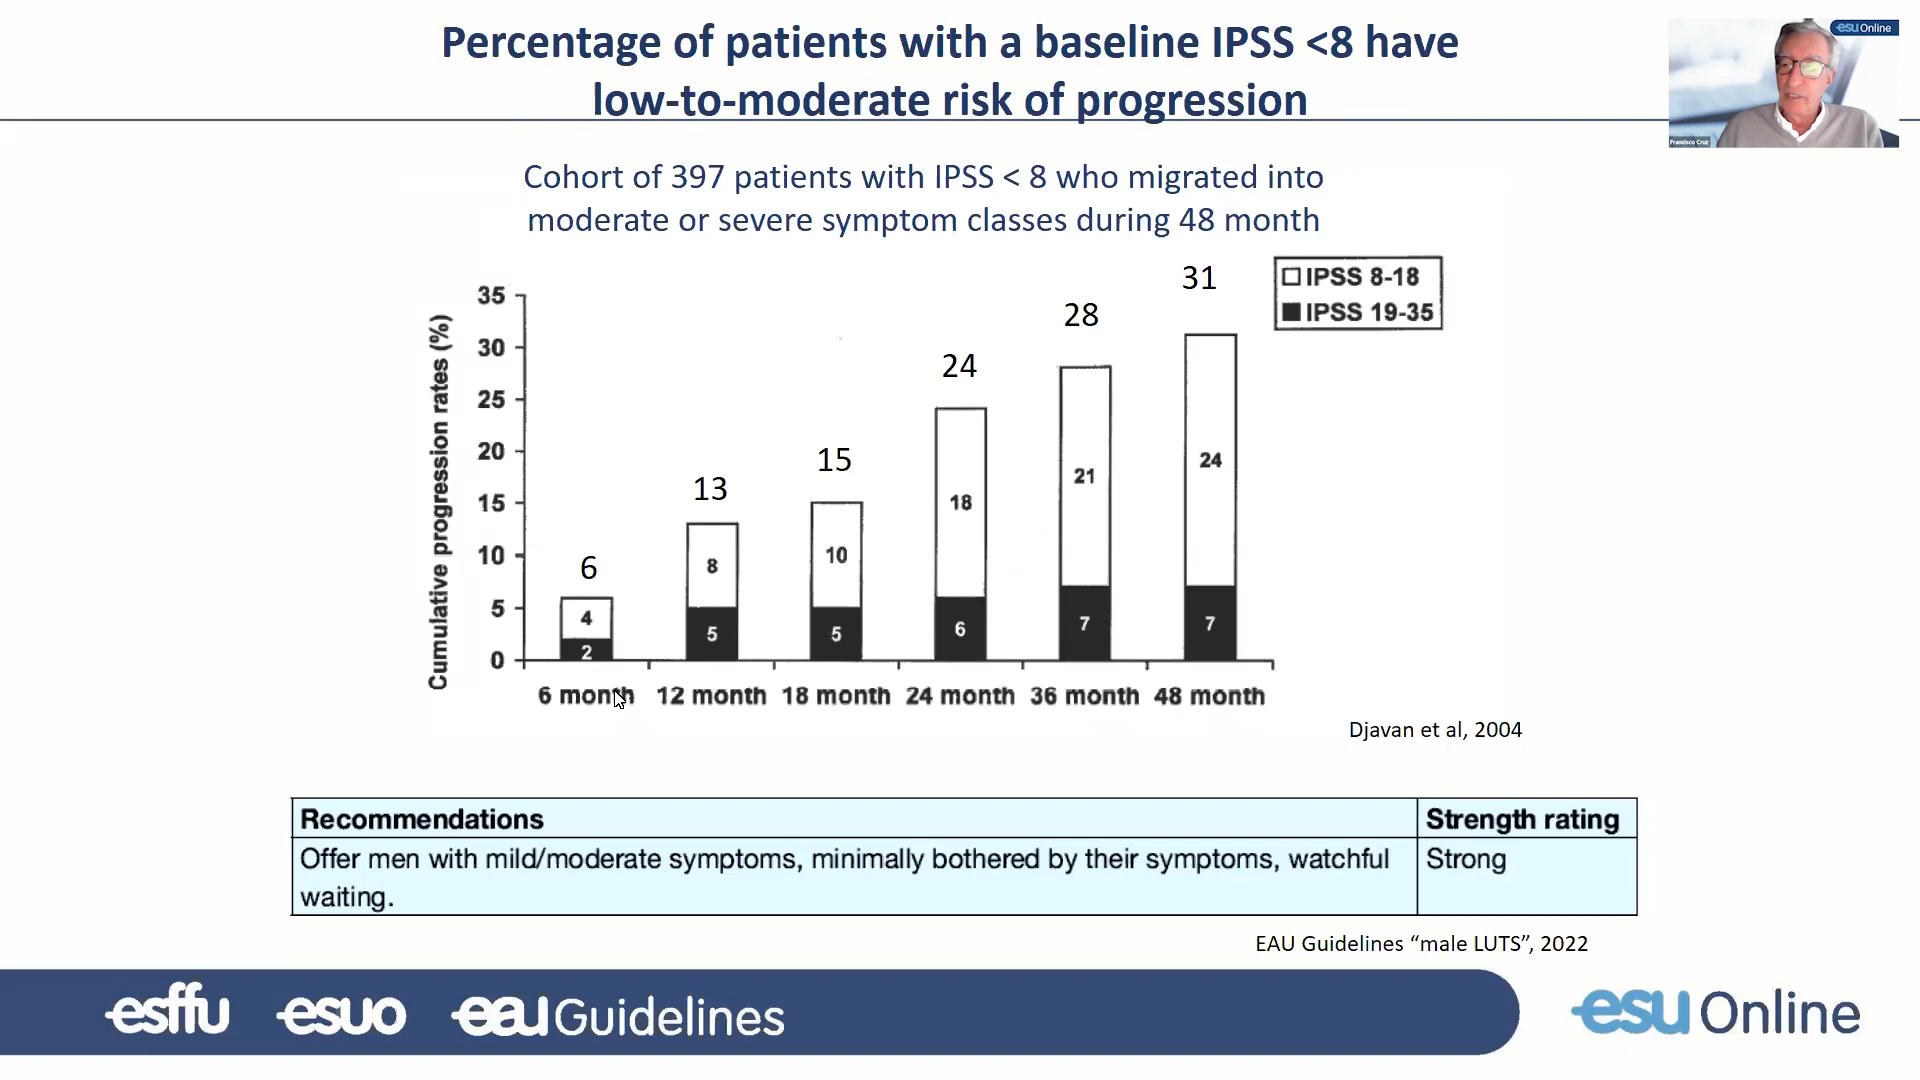 Percentage of patients with a baseline IPSS <8 have
low-to-moderate risk of progression
esu Online
Francisco Cruz
Cohort of 397 patients with IPSS < 8 who migrated into
moderate or severe symptom classes during 48 month
IPSS 8-18
IPSS 19-35
Cumulative progression rates (%)
35
30
25
20
15
10
5
0
6
13
15
24
28
31
4
8
10
18
21
24
2
5
5
6
7
7
6 month 12 month 18 month 24 month 36 month 48 month
Djavan et al, 2004
Recommendations Strength rating
Offer men with mild/moderate symptoms, minimally bothered by their symptoms, watchful Strong
waiting.
EAU Guidelines “male LUTS”, 2022
esffu esuo eau Guidelines esu Online